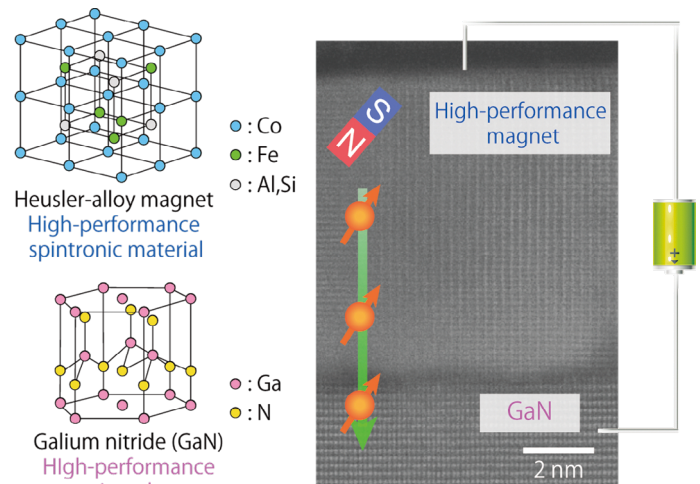 : Co
: Fe
: Al,Si
Heusler-alloy magnet
High-performance
spintronic material
: Ga
: N
Galium nitride (GaN)
HIgh-performance
S
N
High-performance
magnet
+
GaN
2 nm